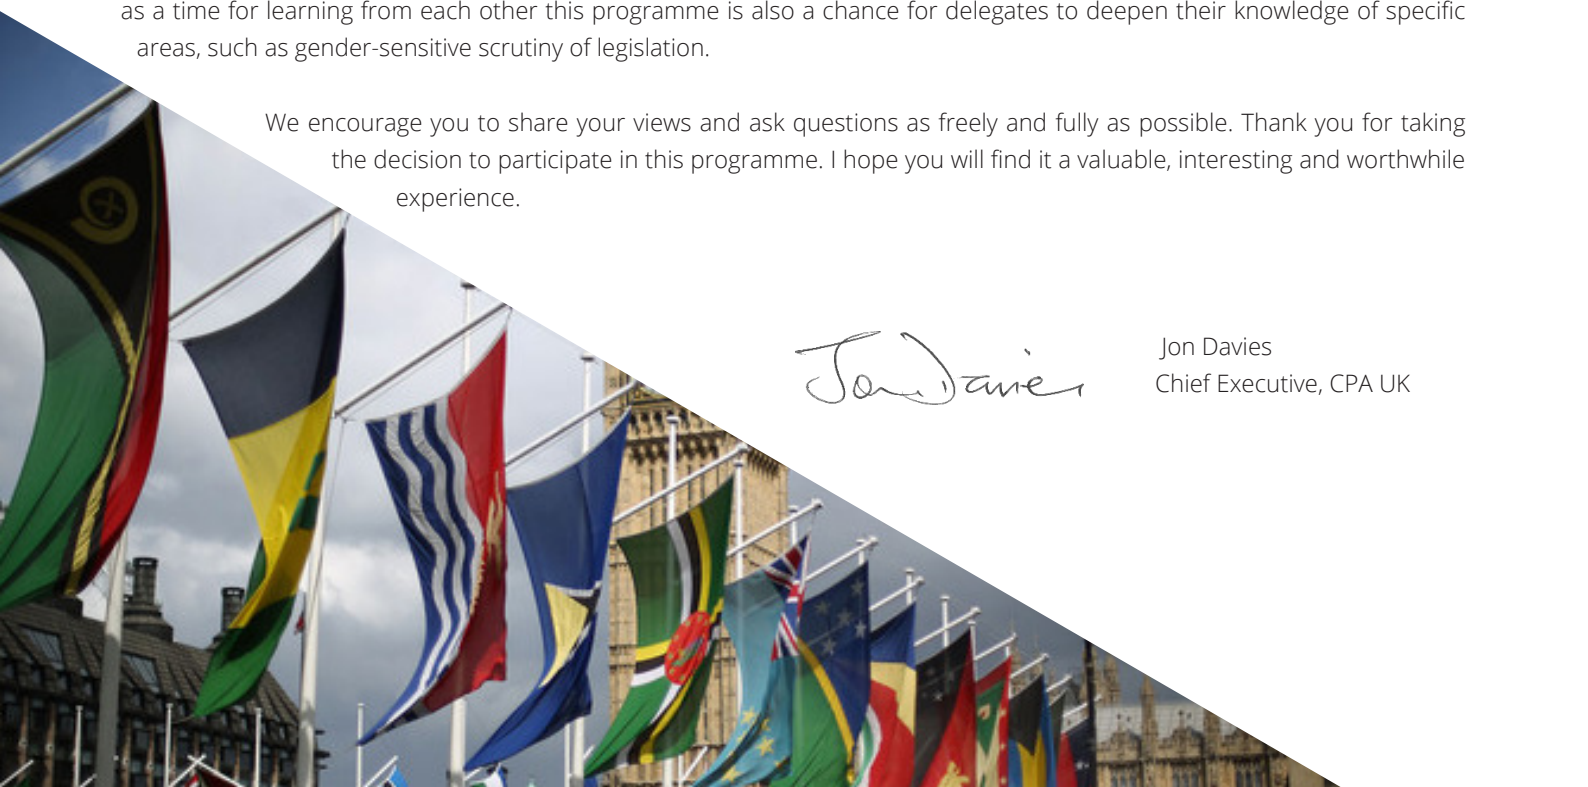 as a time for learning from each other this programme is also a chance for delegates to deepen their knowledge of specific
areas, such as gender-sensitive scrutiny of legislation.
We encourage you to share your views and ask questions as freely and fully as possible. Thank you for taking
the decision to participate in this programme. I hope you will find it a valuable, interesting and worthwhile
experience.
Jon Davies
Jon Davies
Chief Executive, CPA UK